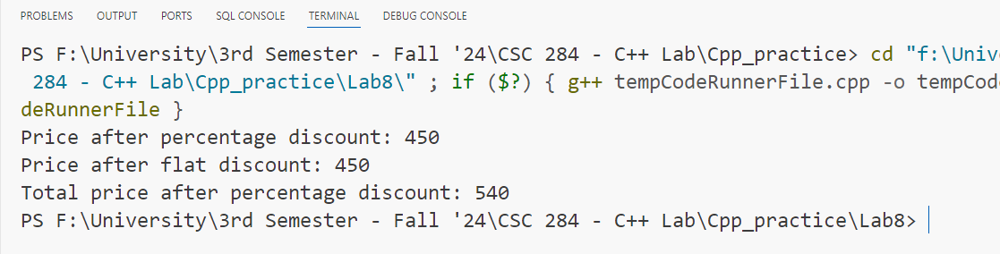 PROBLEMS OUTPUT PORTS SQL CONSOLE TERMINAL DEBUG CONSOLE
PS F:\University\3rd Semester - Fall '24\CSC 284 - C++ Lab\Cpp_practice> cd "f:\Univ
284 - C++ Lab\Cpp_practice\Lab8\" ; if ($?) { g++ tempCodeRunnerFile.cpp -o tempCod
deRunnerFile }
Price after percentage discount: 450
Price after flat discount: 450
Total price after percentage discount: 540
PS F:\University\3rd Semester - Fall '24\CSC 284 - C++ Lab\Cpp_practice\Lab8>